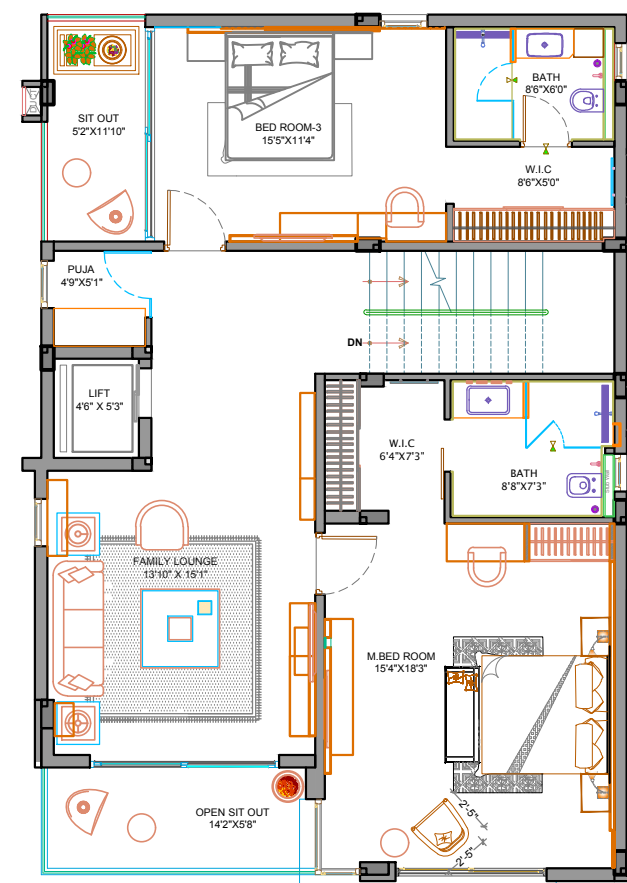 BATH
8'6"X6'0"
SIT OUT
5'2"X11'10"
BED ROOM-3
15'5"X11'4"
W.I.C
8'6"X5'0"
PUJA
4'9"X5'1"
DN
LIFT
4'6" X 5'3"
W.I.C
6'4"X7'3"
BATH
8'8"X7'3"
FAMILY LOUNGE
13'10" X 15'1"
M.BED ROOM
15'4"X18'3"
OPEN SIT OUT
14'2"X5'8"
2'-5"
2'-5"